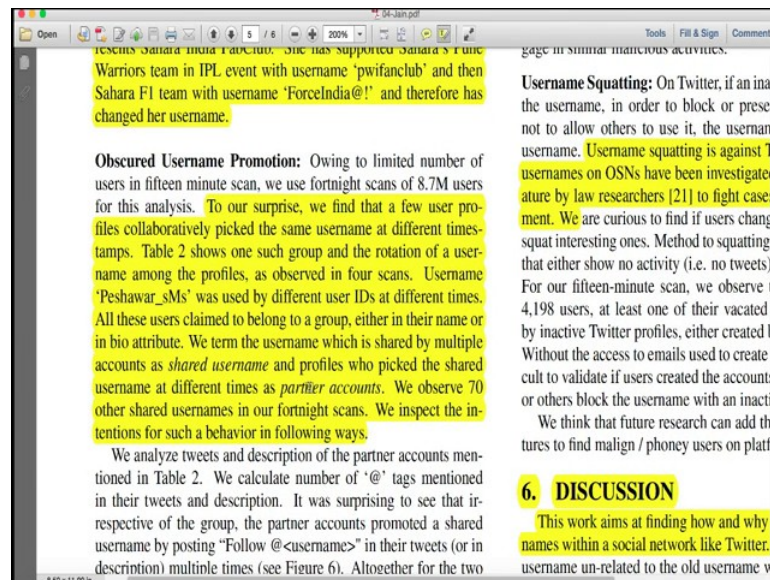 04-Jain.pdf
Open
5 / 6
200%
Tools Fill & Sign Comment
resents Sahara India FabClub. She has supported Sahara's Pune
Warriors team in IPL event with username 'pwifanclub' and then
Sahara F1 team with username 'ForceIndia@!' and therefore has
changed her username.
Obscured Username Promotion: Owing to limited number of
users in fifteen minute scan, we use fortnight scans of 8.7M users
for this analysis. To our surprise, we find that a few user pro-
files collaboratively picked the same username at different times-
tamps. Table 2 shows one such group and the rotation of a user-
name among the profiles, as observed in four scans. Username
'Peshawar_sMs' was used by different user IDs at different times.
All these users claimed to belong to a group, either in their name or
in bio attribute. We term the username which is shared by multiple
accounts as shared username and profiles who picked the shared
username at different times as partner accounts. We observe 70
other shared usernames in our fortnight scans. We inspect the in-
tentions for such a behavior in following ways.
We analyze tweets and description of the partner accounts men-
tioned in Table 2. We calculate number of '@' tags mentioned
in their tweets and description. It was surprising to see that ir-
respective of the group, the partner accounts promoted a shared
username by posting "Follow @<username>" in their tweets (or in
description) multiple times (see Figure 6). Altogether for the two
8.50 x 11.00 in
gage in similar malicious activities.
Username Squatting: On Twitter, if an ina
the username, in order to block or prese
not to allow others to use it, the usernam
username. Username squatting is against T
usernames on OSNs have been investigated
ature by law researchers [21] to fight case
ment. We are curious to find if users chang
squat interesting ones. Method to squatting
that either show no activity (i.e. no tweets)
For our fifteen-minute scan, we observe
4,198 users, at least one of their vacated
by inactive Twitter profiles, either created
Without the access to emails used to create
cult to validate if users created the accounts
or others block the username with an inacti
We think that future research can add th
tures to find malign / phoney users on platf
6. DISCUSSION
This work aims at finding how and why
names within a social network like Twitter.
username un-related to the old username w